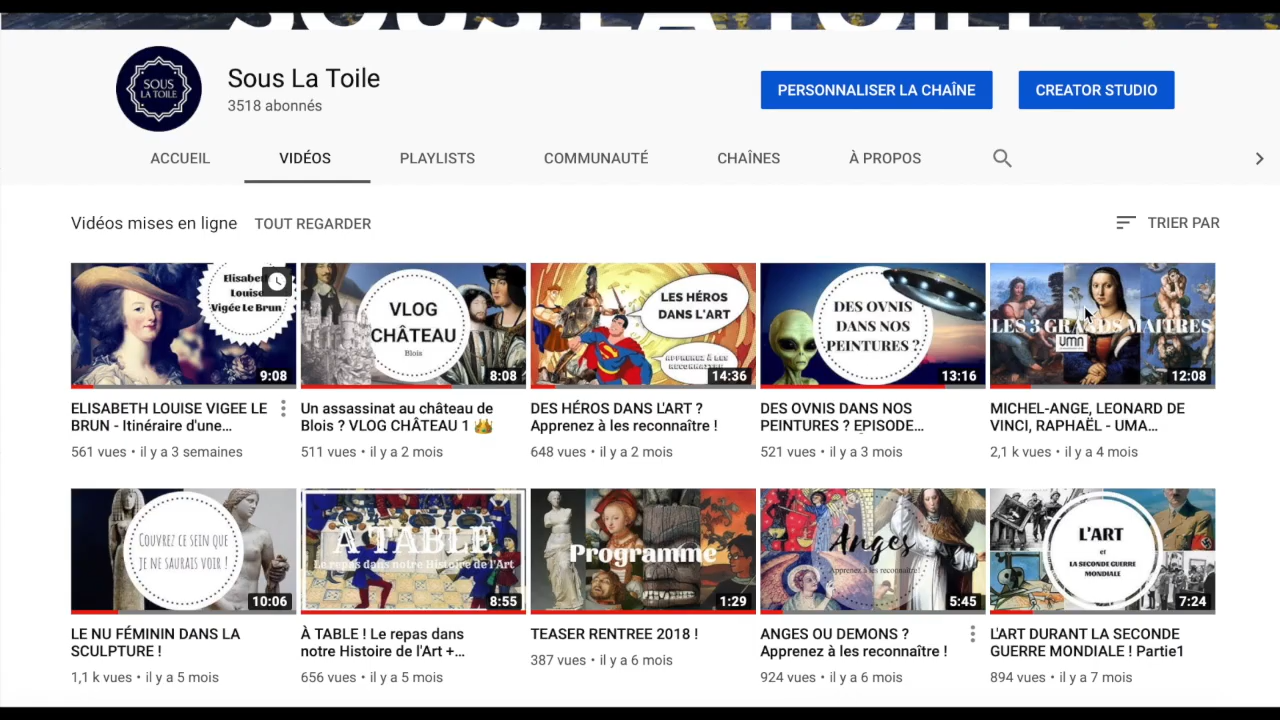 SOUS LA TOILE
SOUS
LA TOILE
Sous La Toile
3518 abonnés
PERSONNALISER LA CHAÎNE
CREATOR STUDIO
ACCUEIL
VIDÉOS
PLAYLISTS
COMMUNAUTÉ
CHAÎNES
À PROPOS
Vidéos mises en ligne
TOUT REGARDER
TRIER PAR
Elisabeth
Louise
Vigée Le Brun
9:08
VLOG
CHÂTEAU
Blois
8:08
LES HÉROS
DANS L'ART
APPRENEZ À LES
RECONNAÎTRE !
14:36
DES OVNIS
DANS NOS
PEINTURES ?
13:16
LES 3 GRANDS MAITRES
umn
12:08
ELISABETH LOUISE VIGEE LE
BRUN - Itinéraire d'une...
561 vues • il y a 3 semaines
Un assassinat au château de
Blois ? VLOG CHÂTEAU 1 👑
511 vues • il y a 2 mois
DES HÉROS DANS L'ART ?
Apprenez à les reconnaître !
648 vues • il y a 2 mois
DES OVNIS DANS NOS
PEINTURES ? EPISODE...
521 vues • il y a 3 mois
MICHEL-ANGE, LEONARD DE
VINCI, RAPHAËL - UMA...
2,1 k vues • il y a 4 mois
COUVREZ CE SEIN QUE
JE NE SAURAIS VOIR !
10:06
À TABLE
Le repas dans notre Histoire de l'Art
8:55
Programme
1:29
Anges
Apprenez à les reconnaître!
5:45
L'ART
et
LA SECONDE GUERRE
MONDIALE
7:24
LE NU FÉMININ DANS LA
SCULPTURE !
1,1 k vues • il y a 5 mois
À TABLE ! Le repas dans
notre Histoire de l'Art +...
656 vues • il y a 5 mois
TEASER RENTREE 2018 !
387 vues • il y a 6 mois
ANGES OU DEMONS ?
Apprenez à les reconnaître !
924 vues • il y a 6 mois
L'ART DURANT LA SECONDE
GUERRE MONDIALE ! Partie1
894 vues • il y a 7 mois